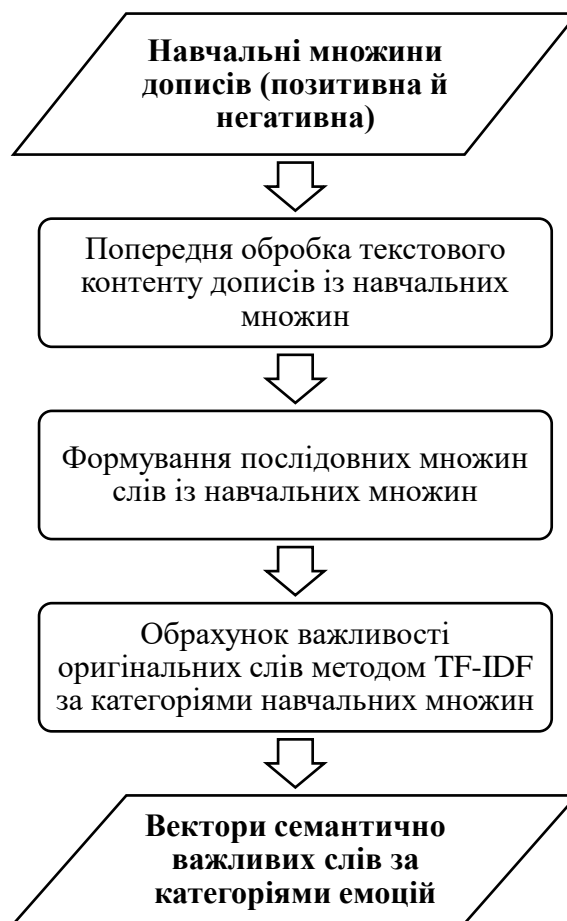 Навчальні множини
дописів (позитивна й
негативна)
Попередня обробка текстового
контенту дописів із навчальних
множин
Формування послідовних множин
слів із навчальних множин
Обрахунок важливості
оригінальних слів методом TF-IDF
за категоріями навчальних множин
Вектори семантично
важливих слів за
категоріями емоцій